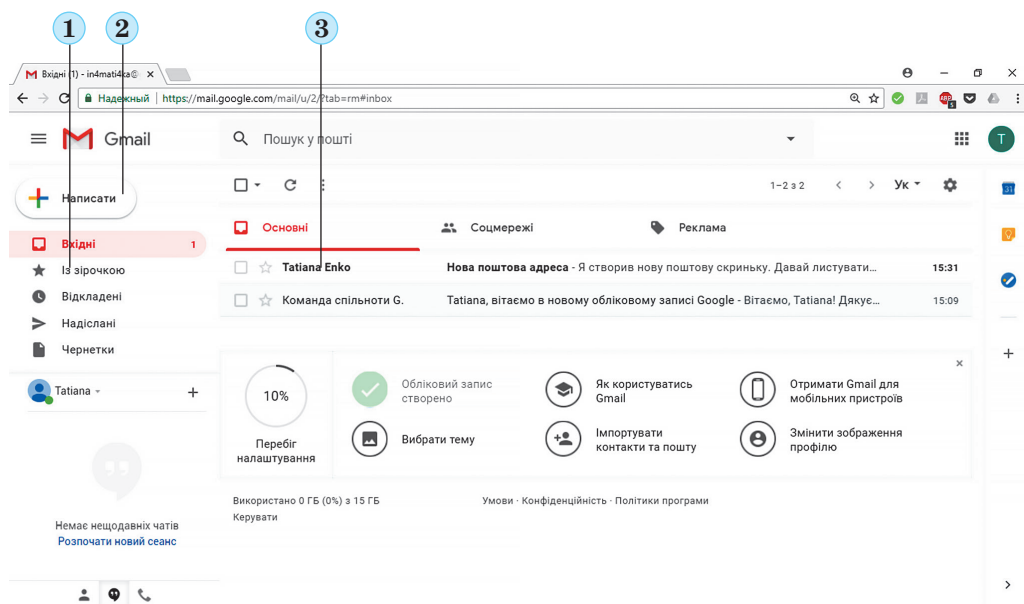 1 2 3
Вхідні (1) - in4mati4ka@
Надежный | https://mail.google.com/mail/u/2/?tab=rm#inbox
ABP 5
Gmail
Пошук у пошті
T
Написати
1–2 з 2
Ук
31
Вхідні 1
Основні
Соцмережі
Реклама
Із зірочкою
Tatiana Enko Нова поштова адреса - Я створив нову поштову скриньку. Давай листувати... 15:31
Відкладені
Команда спільноти G. Tatiana, вітаємо в новому обліковому записі Google - Вітаємо, Tatiana! Дякує... 15:09
Надіслані
Чернетки
Tatiana
10%
Перебіг
налаштування
Обліковий запис
створено
Як користуватись
Gmail
Отримати Gmail для
мобільних пристроїв
Вибрати тему
Імпортувати
контакти та пошту
Змінити зображення
профілю
Використано 0 ГБ (0%) з 15 ГБ
Керувати
Умови · Конфіденційність · Політики програми
Немає нещодавніх чатів
Розпочати новий сеанс